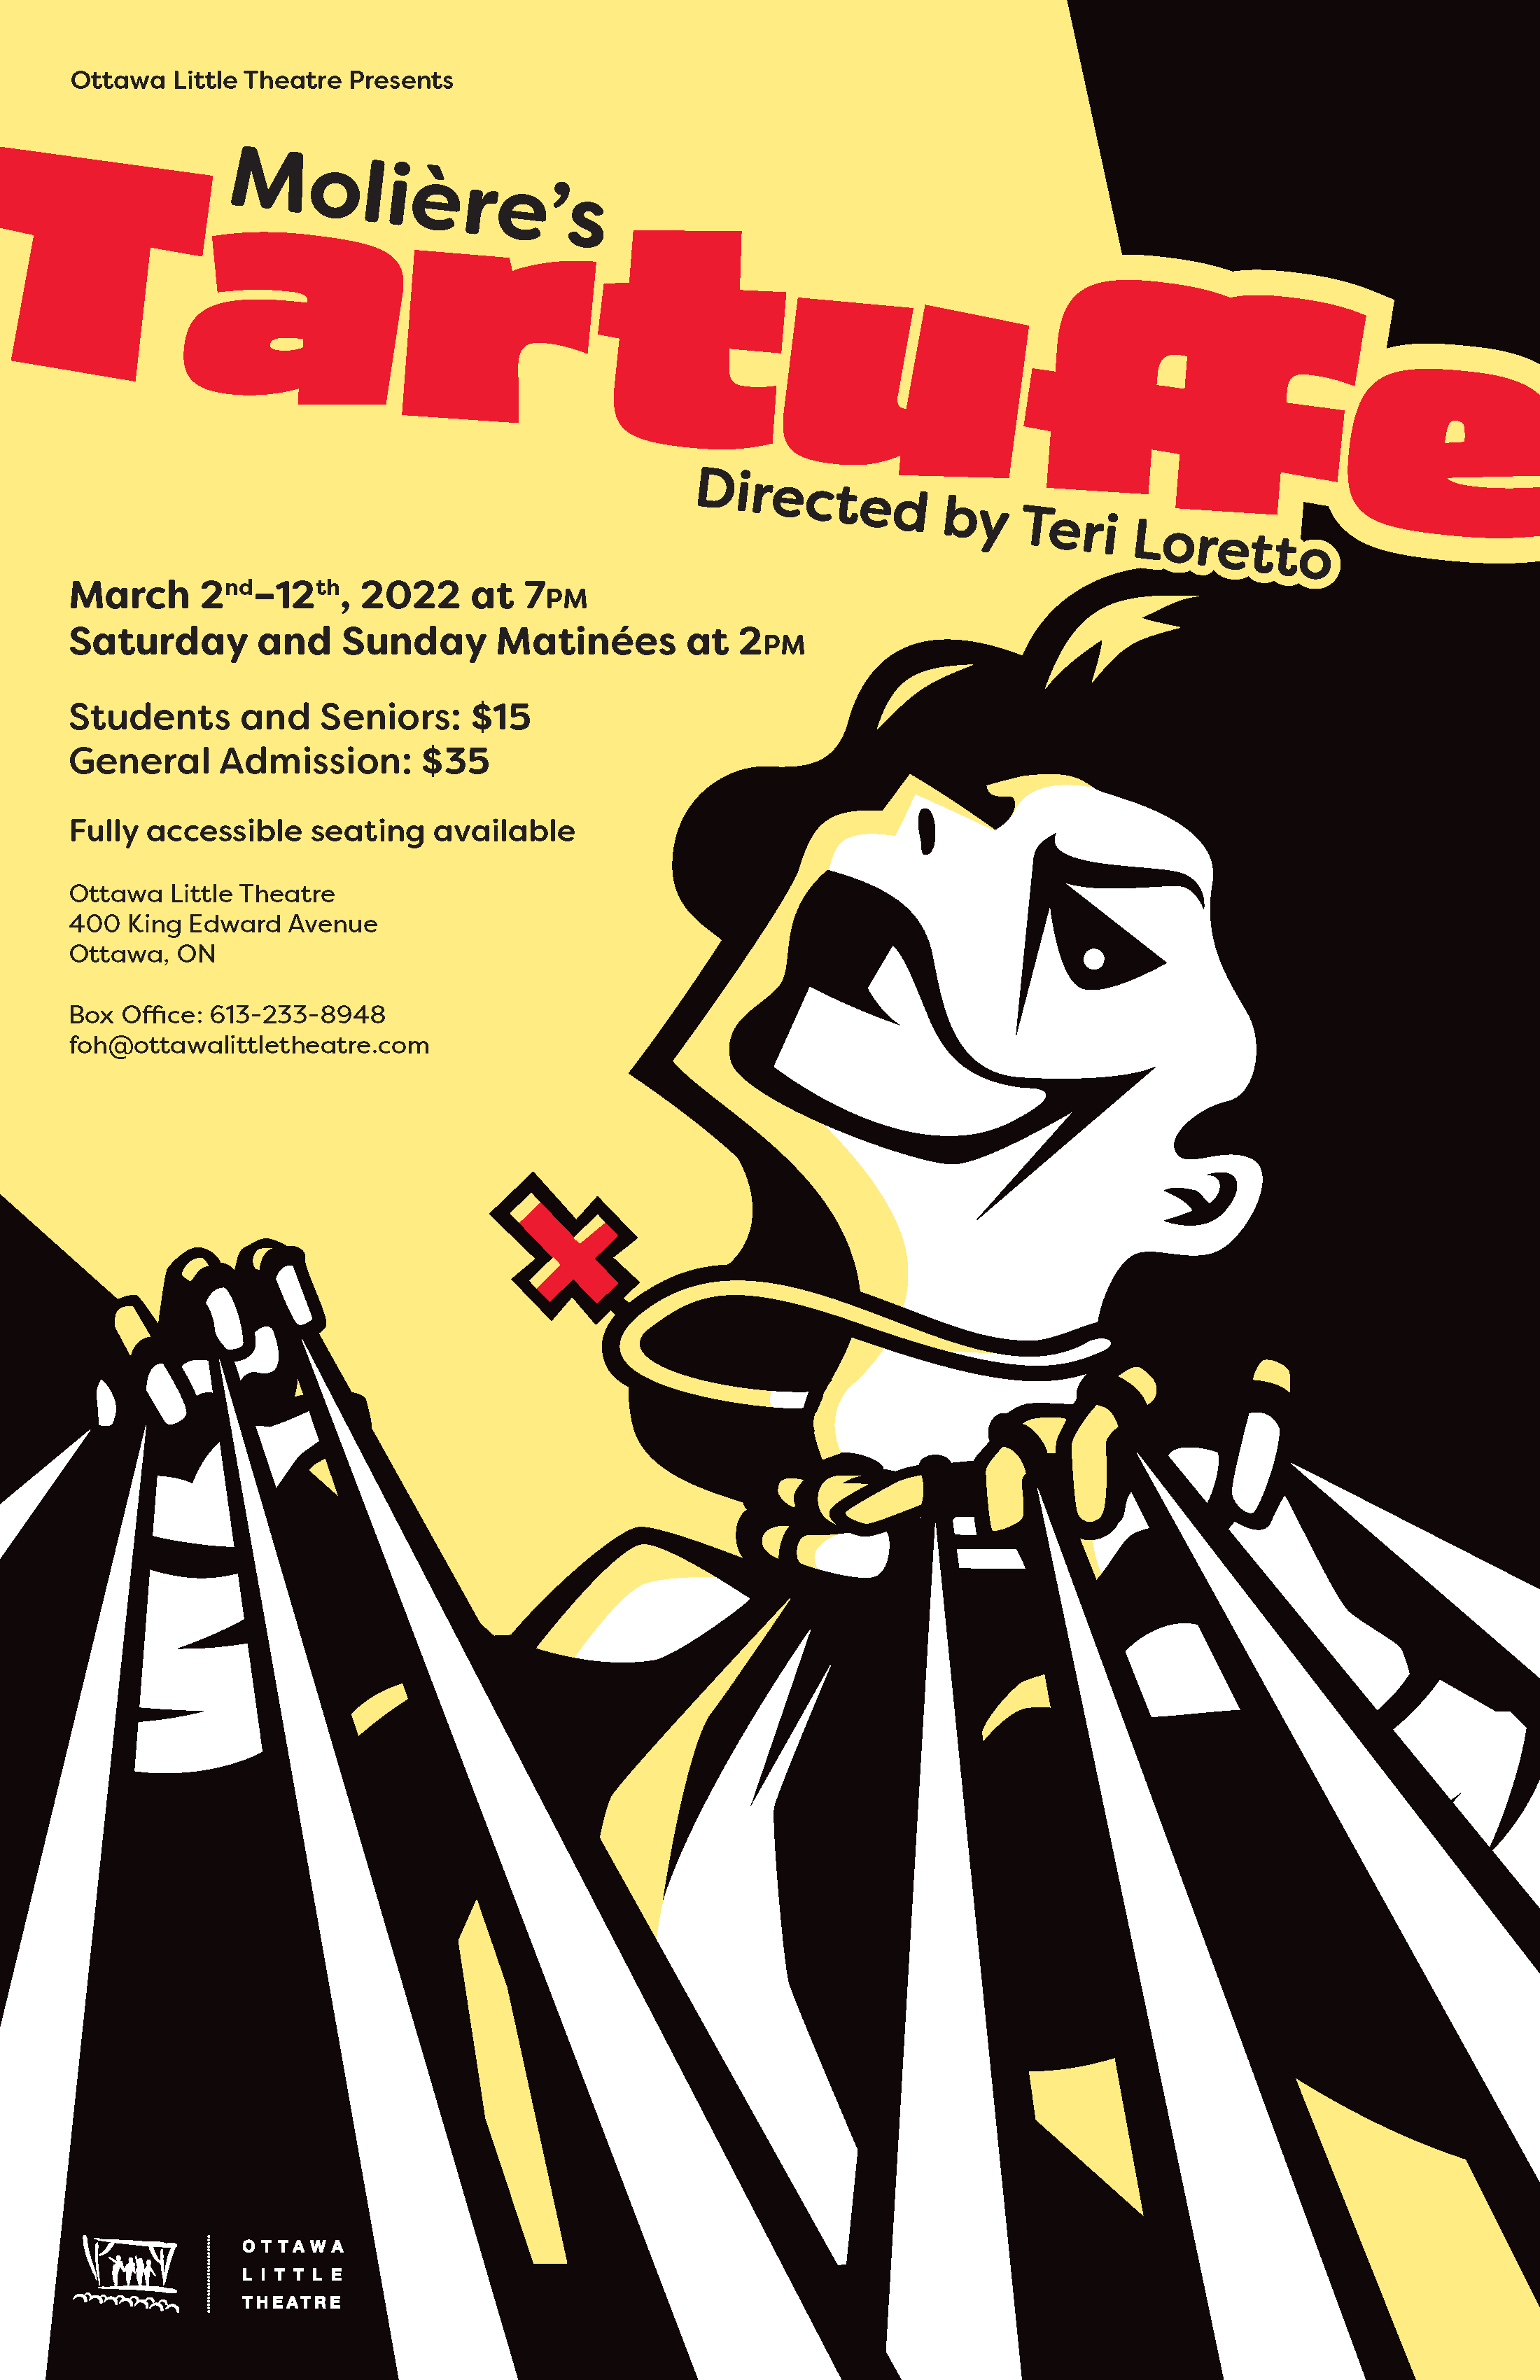 Ottawa Little Theatre Presents
Molière’s
Tartuffe
Directed by Teri Loretto
March 2nd–12th, 2022 at 7PM
Saturday and Sunday Matinées at 2PM
Students and Seniors: $15
General Admission: $35
Fully accessible seating available
Ottawa Little Theatre
400 King Edward Avenue
Ottawa, ON
Box Office: 613-233-8948
foh@ottawalittletheatre.com
OTTAWA
LITTLE
THEATRE